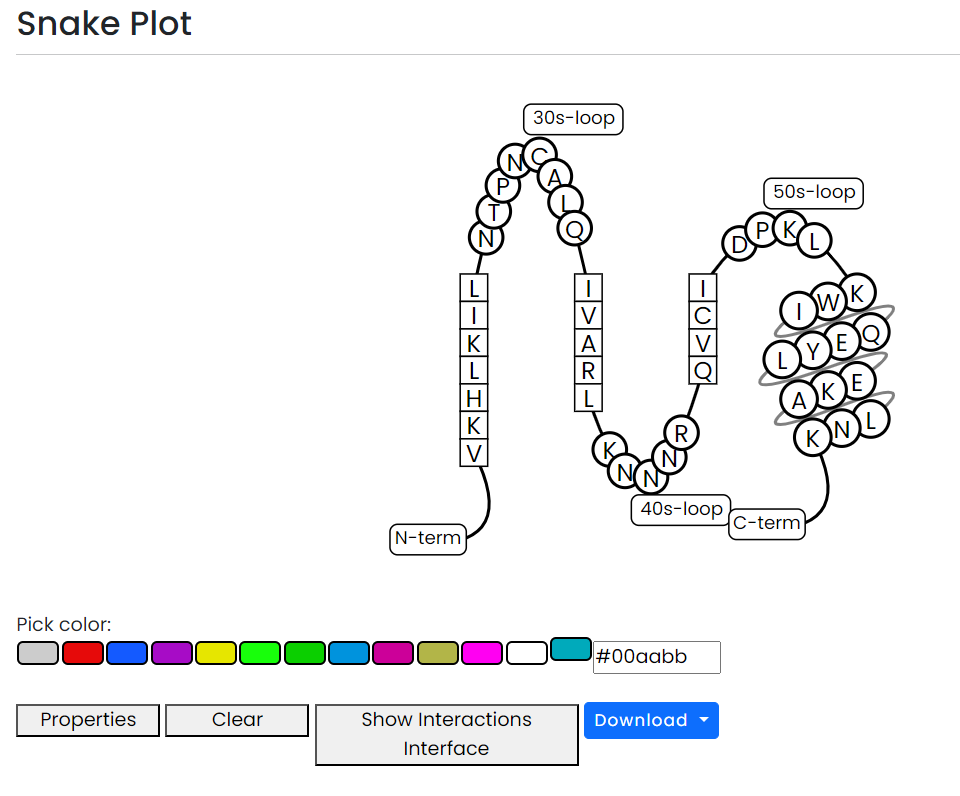 Snake Plot
30s-loop
N C
P A
T L
N Q
50s-loop
D P K L
L I I
I V C
K A V
L R Q
H L
K
V
I W K
L Y E Q
A K E
K N L
K N N N R
40s-loop
C-term
N-term
Pick color:
#00aabb
Properties
Clear
Show Interactions
Interface
Download